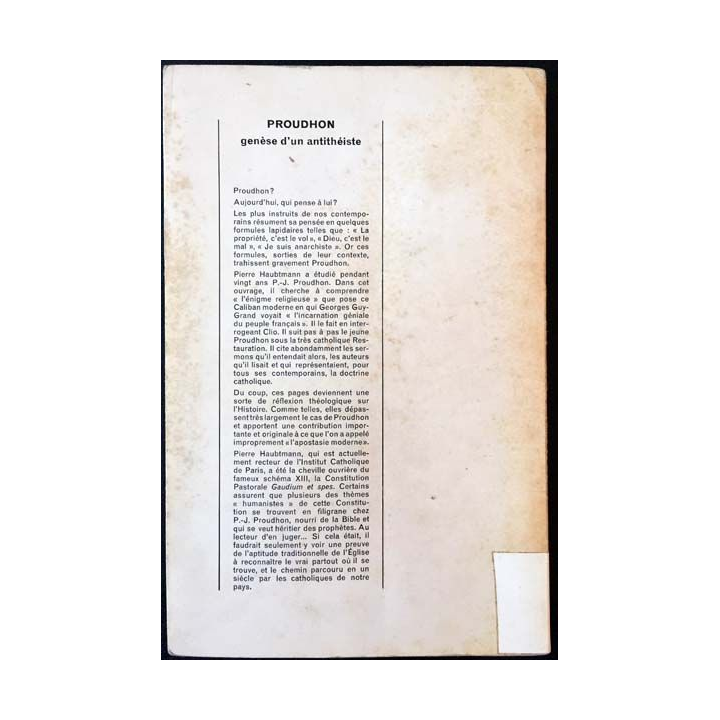 PROUDHON
genèse d'un antithéiste
Proudhon?
Aujourd'hui, qui pense à lui?
Les plus instruits de nos contempo-
rains résument sa pensée en quelques
formules lapidaires telles que : « La
propriété, c'est le vol », « Dieu, c'est le
mal », « Je suis anarchiste ». Or ces
formules, sorties de leur contexte,
trahissent gravement Proudhon.
Pierre Haubtmann a étudié pendant
vingt ans P.-J. Proudhon. Dans cet
ouvrage, il cherche à comprendre
« l'énigme religieuse » que pose ce
Caliban moderne en qui Georges Guy-
Grand voyait « l'incarnation géniale
du peuple français ». Il le fait en inter-
rogeant Clio. Il suit pas à pas le jeune
Proudhon sous la très catholique Res-
tauration. Il cite abondamment les ser-
mons qu'il entendait alors, les auteurs
qu'il lisait et qui représentaient, pour
tous ses contemporains, la doctrine
catholique.
Du coup, ces pages deviennent une
sorte de réflexion théologique sur
l'Histoire. Comme telles, elles dépas-
sent très largement le cas de Proudhon
et apportent une contribution impor-
tante et originale à ce que l'on a appelé
improprement «l'apostasie moderne».
Pierre Haubtmann, qui est actuelle-
ment recteur de l'Institut Catholique
de Paris, a été la cheville ouvrière du
fameux schéma XIII, la Constitution
Pastorale Gaudium et spes. Certains
assurent que plusieurs des thèmes
« humanistes » de cette Constitu-
tion se trouvent en filigrane chez
P.-J. Proudhon, nourri de la Bible et
qui se veut héritier des prophètes. Au
lecteur d'en juger... Si cela était, il
faudrait seulement y voir une preuve
de l'aptitude traditionnelle de l'Église
à reconnaître le vrai partout où il se
trouve, et le chemin parcouru en un
siècle par les catholiques de notre
pays.